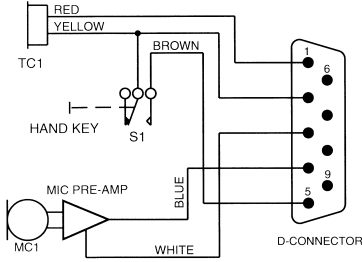 RED
YELLOW
TC1
BROWN
1
6
HAND KEY
S1
MIC PRE-AMP
BLUE
9
5
MC1
WHITE
D-CONNECTOR